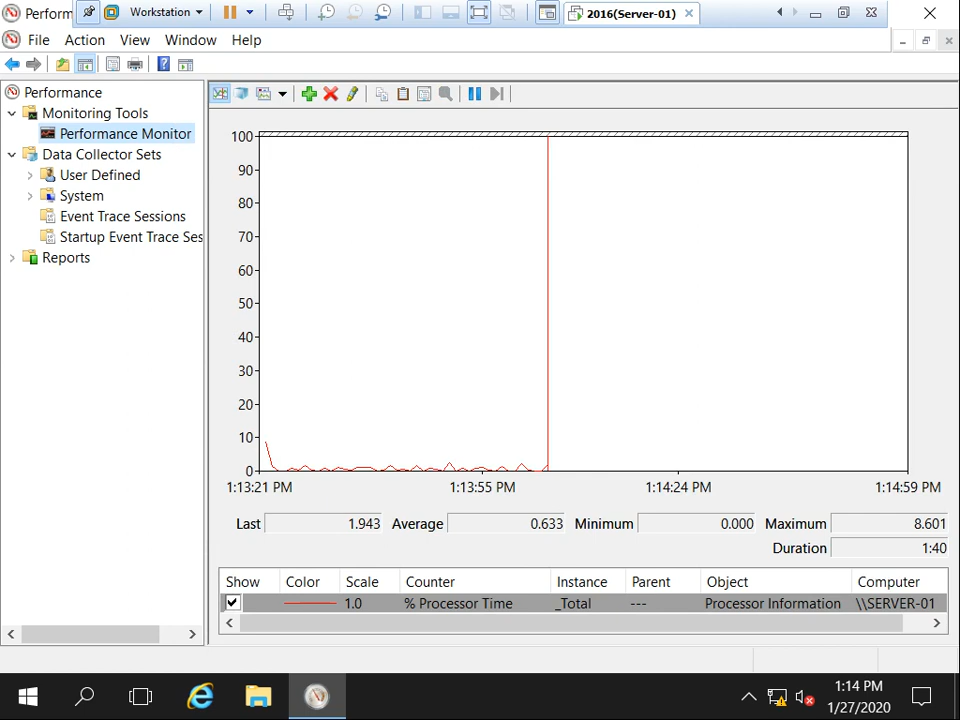 Perform
Workstation
2016(Server-01)
File Action View Window Help
Performance
Monitoring Tools
Performance Monitor
Data Collector Sets
User Defined
System
Event Trace Sessions
Startup Event Trace Ses
Reports
100
90
80
70
60
50
40
30
20
10
0
1:13:21 PM 1:13:55 PM 1:14:24 PM 1:14:59 PM
Last 1.943 Average 0.633 Minimum 0.000 Maximum 8.601
Duration 1:40
Show Color Scale Counter Instance Parent Object Computer
1.0 % Processor Time _Total --- Processor Information \\SERVER-01
1:14 PM
1/27/2020